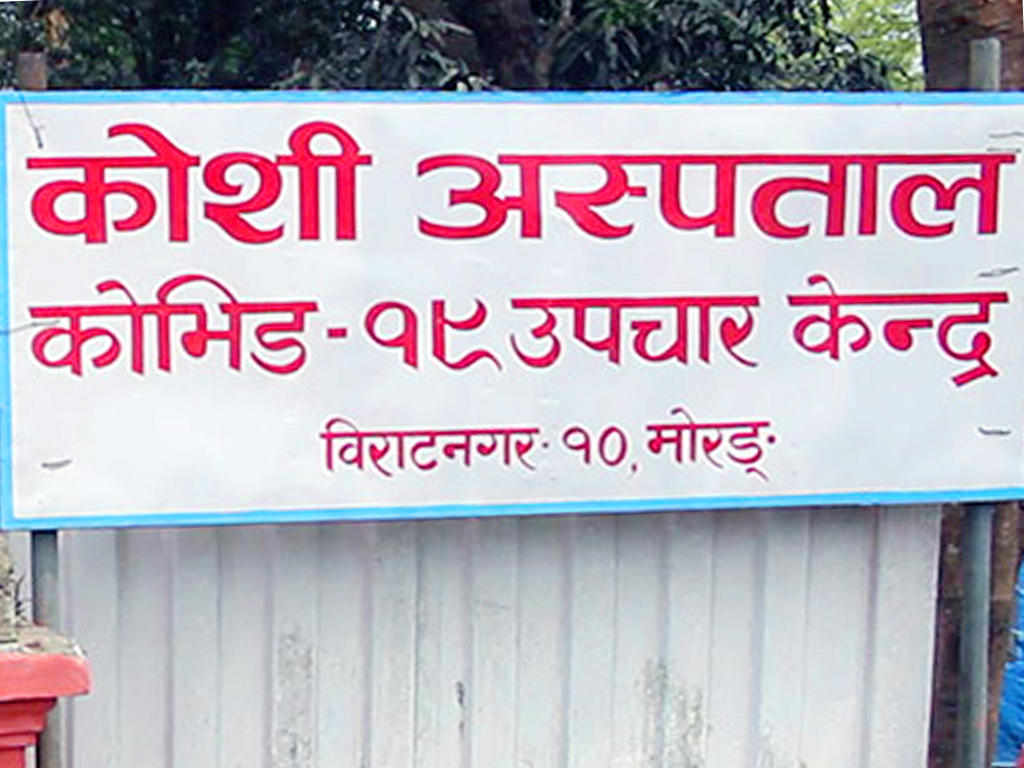 कोशी अस्पताल
कोभिड-१९ उपचार केन्द्र
विराटनगर-१०, मोरङ्